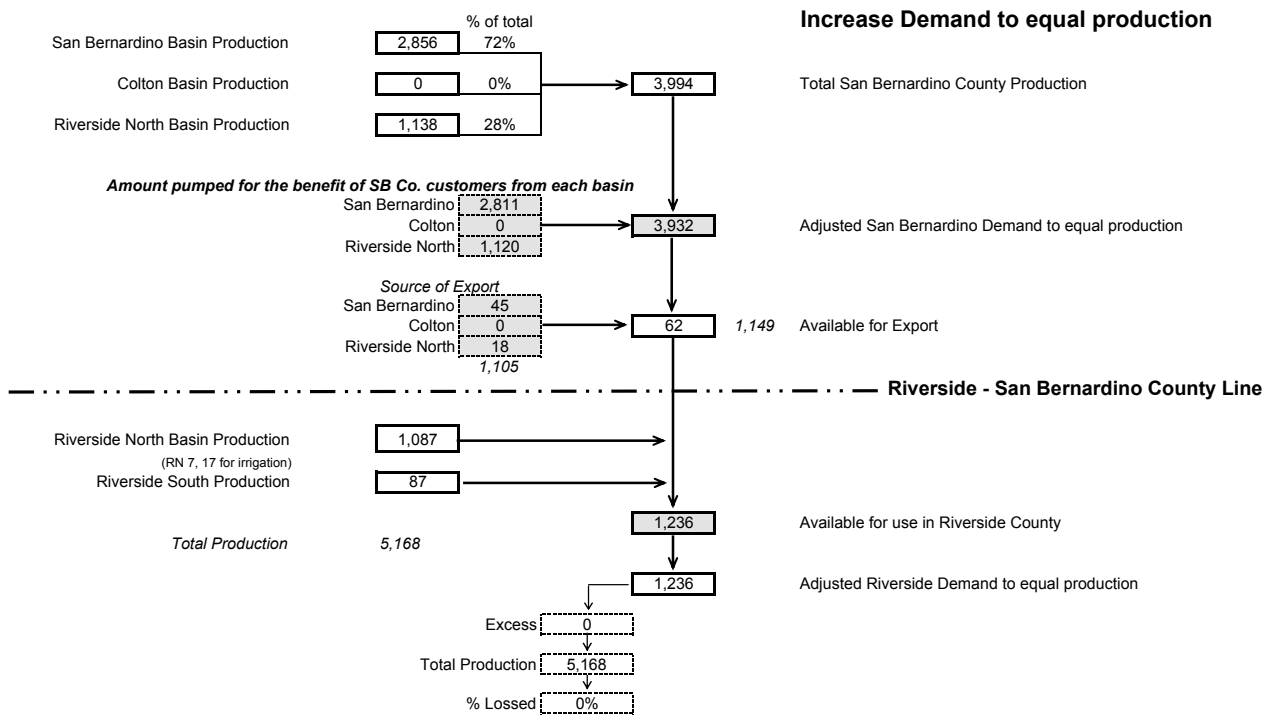 % of total
Increase Demand to equal production
San Bernardino Basin Production 2,856 72%
Colton Basin Production 0 0% 3,994 Total San Bernardino County Production
Riverside North Basin Production 1,138 28%
Amount pumped for the benefit of SB Co. customers from each basin
San Bernardino 2,811
Colton 0 3,932 Adjusted San Bernardino Demand to equal production
Riverside North 1,120
Source of Export
San Bernardino 45
Colton 0 62 1,149 Available for Export
Riverside North 18
1,105
Riverside - San Bernardino County Line
Riverside North Basin Production 1,087
(RN 7, 17 for irrigation)
Riverside South Production 87
1,236 Available for use in Riverside County
Total Production 5,168
1,236 Adjusted Riverside Demand to equal production
Excess 0
Total Production 5,168
% Lossed 0%